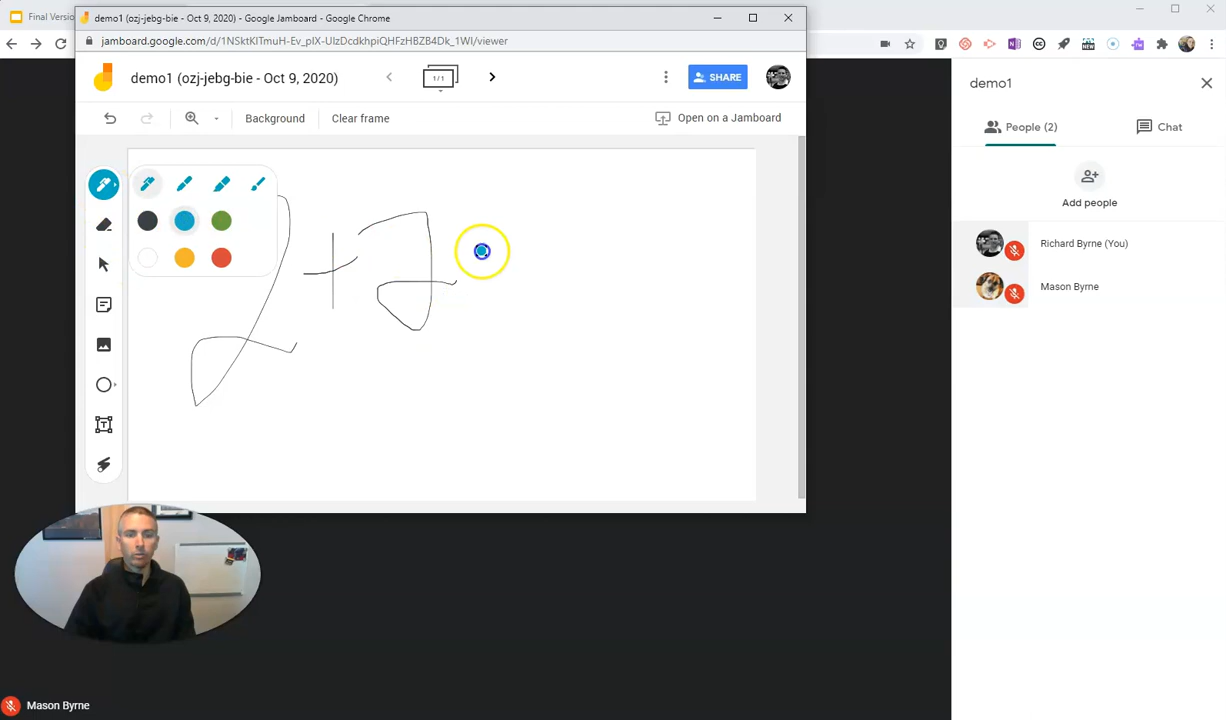 Final Versio
demo1 (ozj-jebg-bie - Oct 9, 2020) - Google Jamboard - Google Chrome
jamboard.google.com/d/1NSktKITmuH-Ev_pIX-UIzDcdkhpiQHFzHBZB4Dk_1WI/viewer
demo1 (ozj-jebg-bie - Oct 9, 2020)
1/1
SHARE
Background
Clear frame
Open on a Jamboard
2 + 2
demo1
People (2)
Chat
Add people
Richard Byrne (You)
Mason Byrne
Mason Byrne